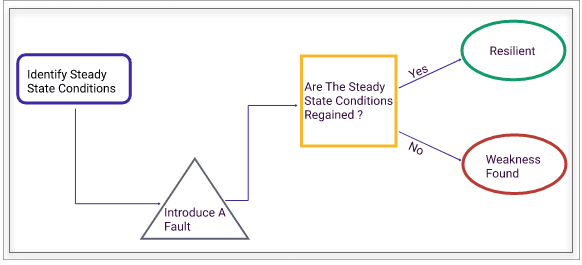 Identify Steady
State Conditions
Introduce A
Fault
Are The Steady
State Conditions
Regained ?
Yes
No
Resilient
Weakness
Found